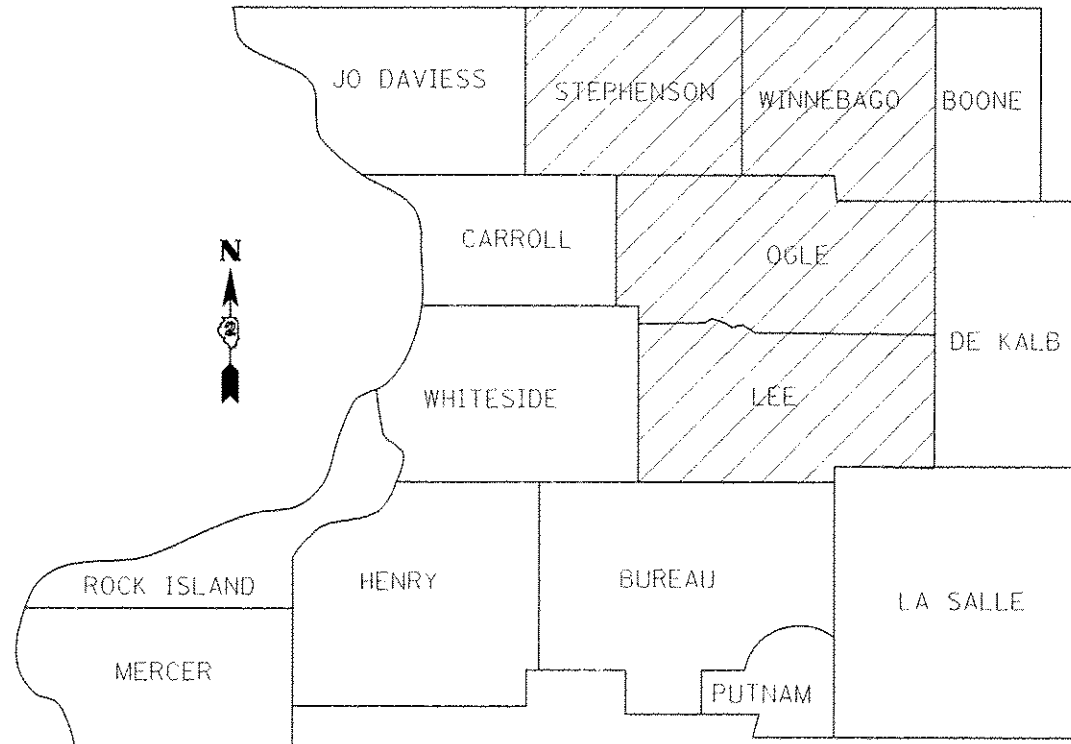 JO DAVIESS
STEPHENSON
WINNEBAGO
BOONE
CARROLL
OGLE
N
2
DE KALB
WHITESIDE
LEE
ROCK ISLAND
HENRY
BUREAU
LA SALLE
MERCER
PUTNAM